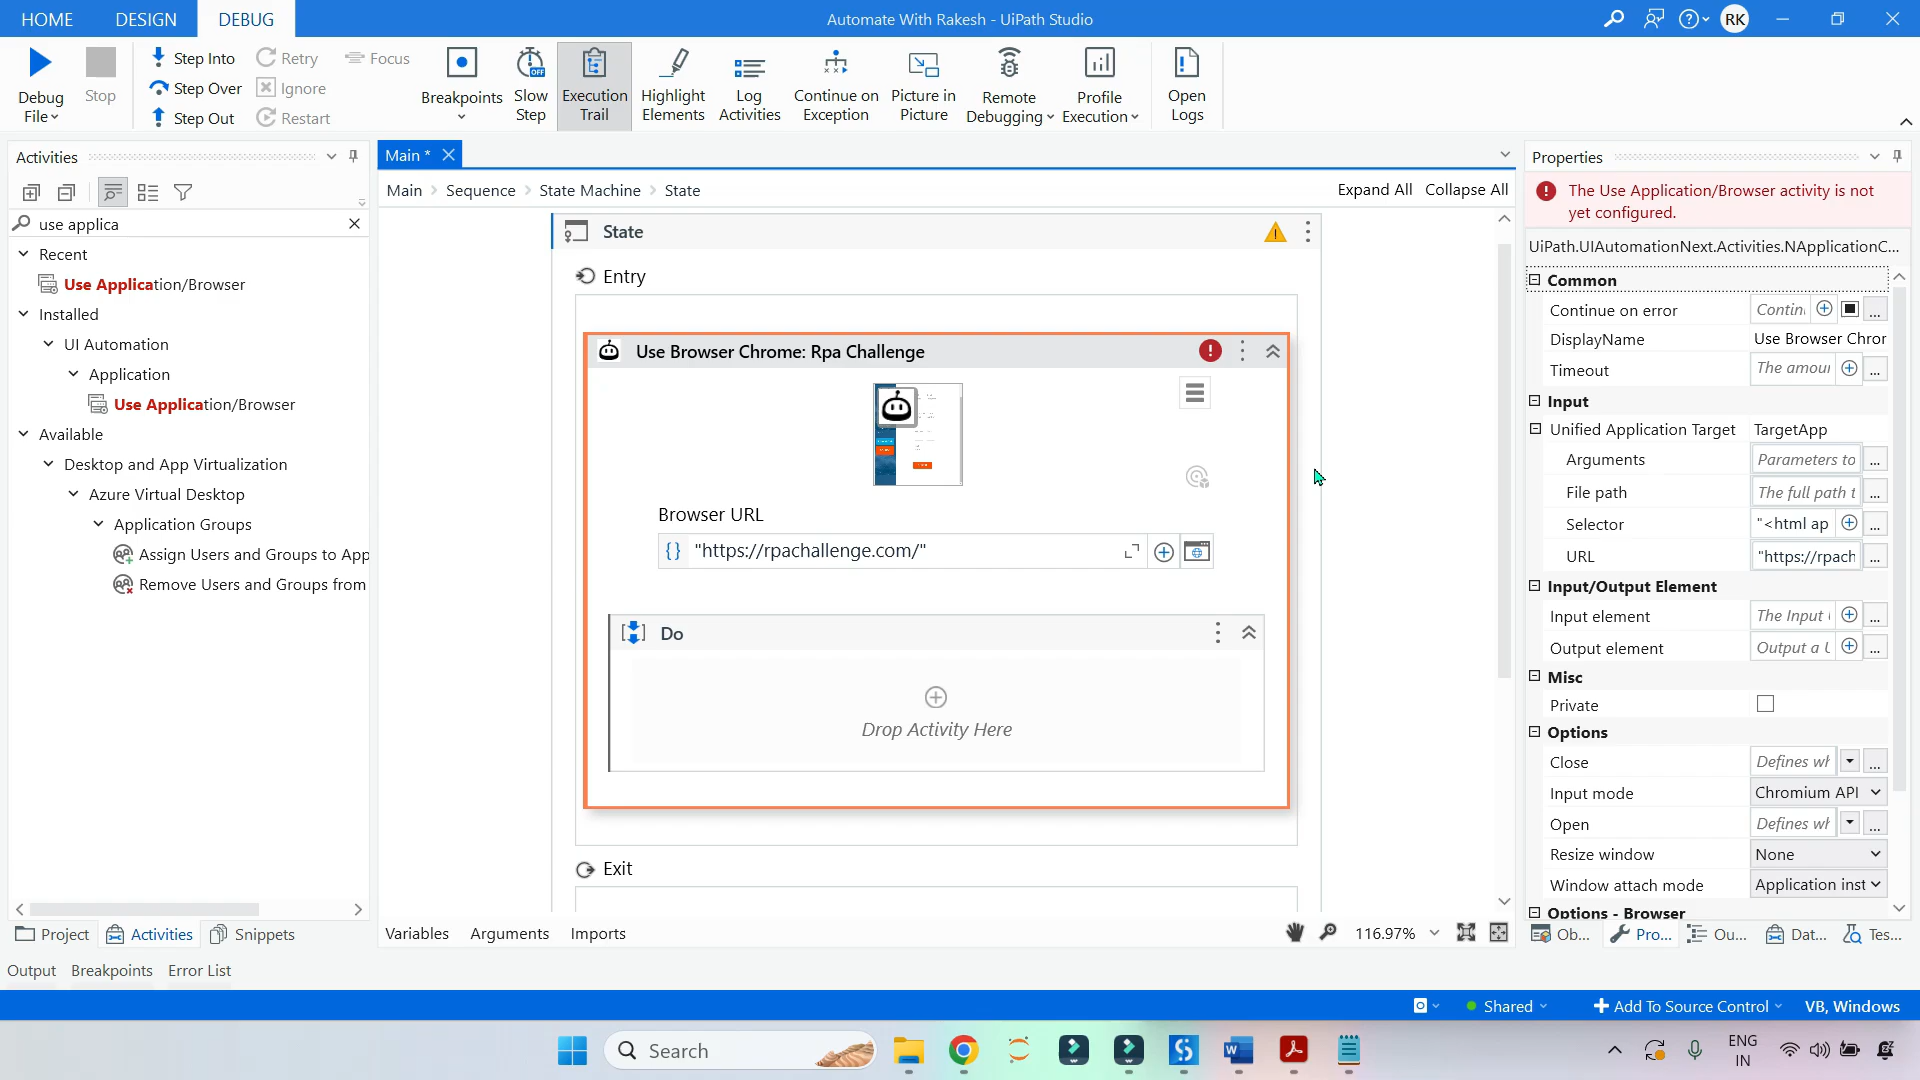 HOME
DESIGN
DEBUG
Automate With Rakesh - UiPath Studio
RK
Debug
File
Stop
Step Into
Step Over
Step Out
Retry
Ignore
Restart
Focus
Breakpoints
OFF
Slow
Step
Execution
Trail
Highlight
Elements
Log
Activities
Continue on
Exception
Picture in
Picture
Remote
Debugging
Profile
Execution
Open
Logs
Activities
use applica
Recent
Use Application/Browser
Installed
UI Automation
Application
Use Application/Browser
Available
Desktop and App Virtualization
Azure Virtual Desktop
Application Groups
Assign Users and Groups to App
Remove Users and Groups from
Project
Activities
Snippets
Output
Breakpoints
Error List
Main *
Main
Sequence
State Machine
State
Expand All
Collapse All
State
Entry
Use Browser Chrome: Rpa Challenge
Browser URL
"https://rpachallenge.com/"
Do
Drop Activity Here
Exit
Variables
Arguments
Imports
116.97%
Properties
The Use Application/Browser activity is not
yet configured.
UiPath.UIAutomationNext.Activities.NApplicationC...
Common
Continue on error
Contin
...
DisplayName
Use Browser Chror
Timeout
The amour
...
Input
Unified Application Target
TargetApp
Arguments
Parameters to
...
File path
The full path t
...
Selector
"<html ap
...
URL
"https://rpach
...
Input/Output Element
Input element
The Input
...
Output element
Output a U
...
Misc
Private
Options
Close
Defines wh
...
Input mode
Chromium API
Open
Defines wh
...
Resize window
None
Window attach mode
Application inst
Options - Browser
Ob...
Pro...
Ou...
Dat...
Tes...
Shared
Add To Source Control
VB, Windows
Search
ENG
IN